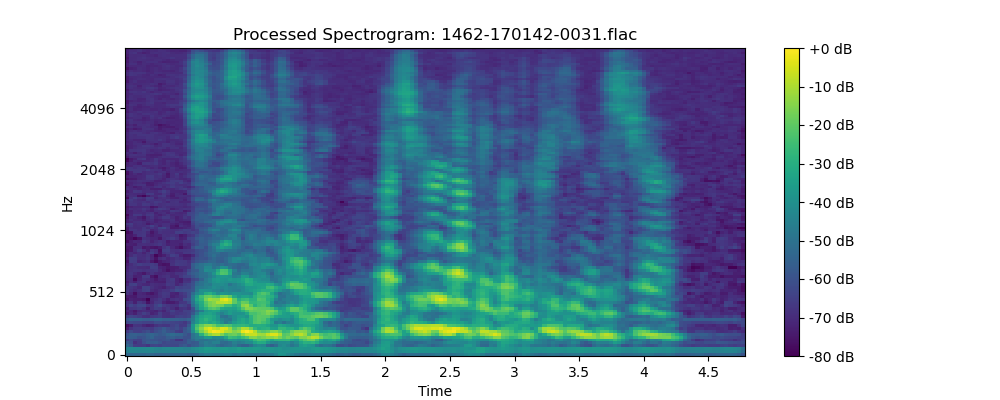 Processed Spectrogram: 1462-170142-0031.flac
Hz
4096
2048
1024
512
0
0 0.5 1 1.5 2 2.5 3 3.5 4 4.5
Time
+0 dB
-10 dB
-20 dB
-30 dB
-40 dB
-50 dB
-60 dB
-70 dB
-80 dB